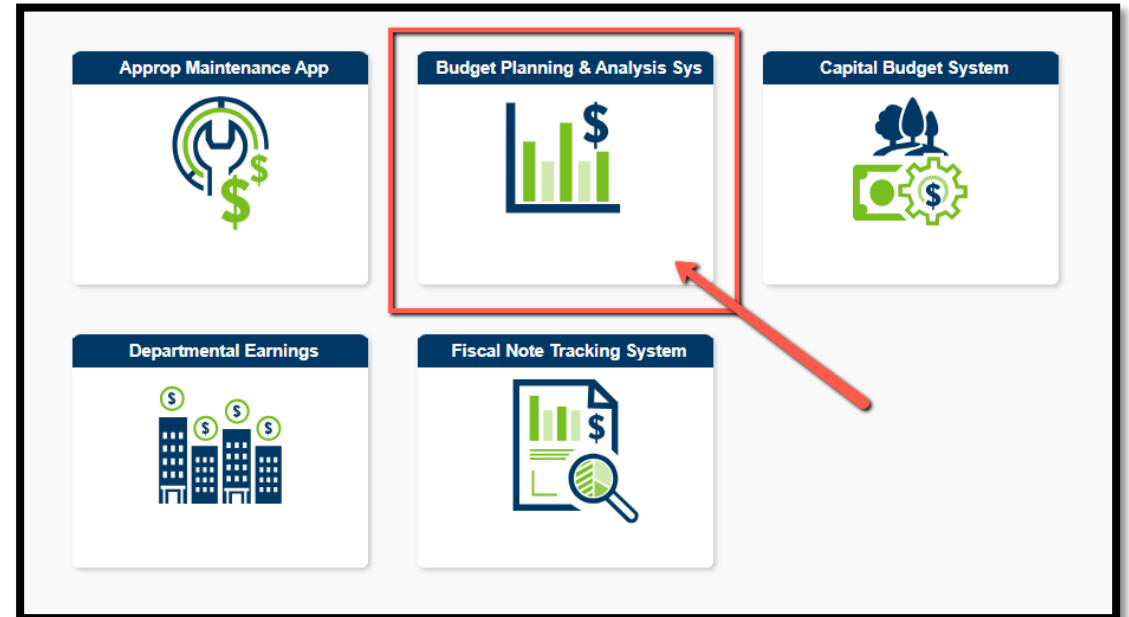 Approp Maintenance App
Budget Planning & Analysis Sys
Capital Budget System
$
$
$
$
Departmental Earnings
Fiscal Note Tracking System
$
$
$
$
$